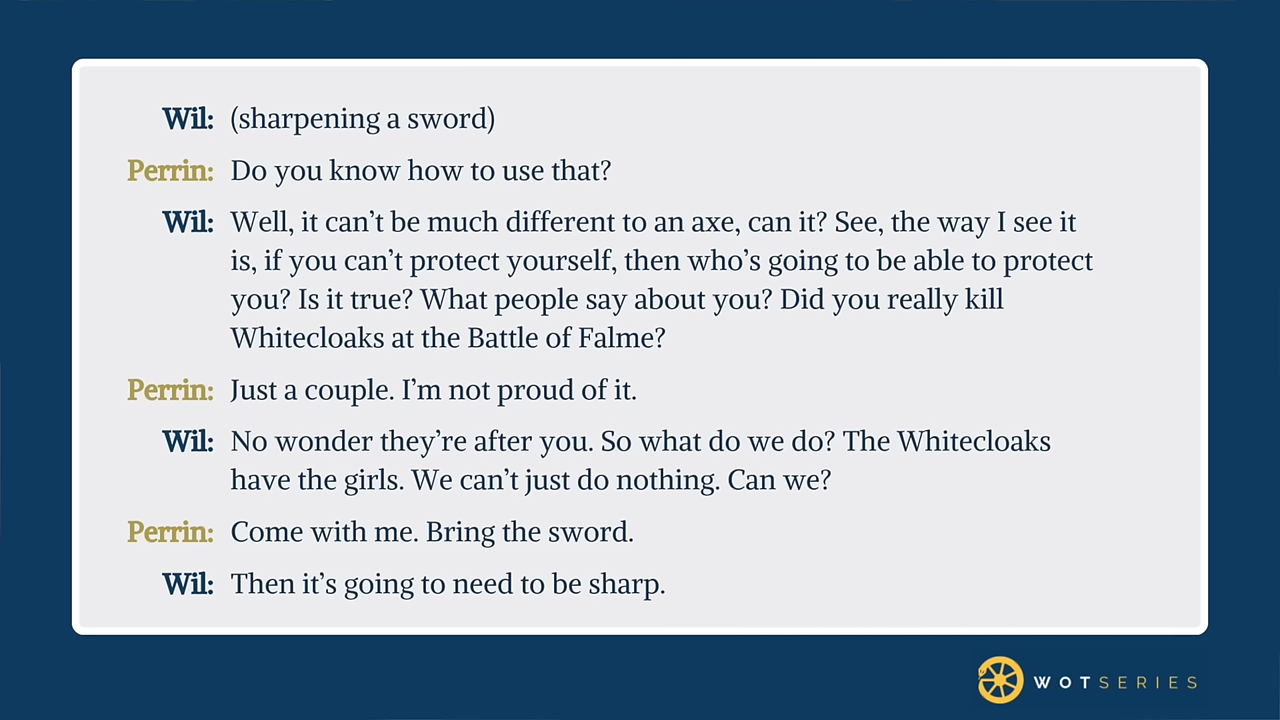 Wil: (sharpening a sword)
Perrin: Do you know how to use that?
Wil: Well, it can’t be much different to an axe, can it? See, the way I see it
is, if you can’t protect yourself, then who’s going to be able to protect
you? Is it true? What people say about you? Did you really kill
Whitecloaks at the Battle of Falme?
Perrin: Just a couple. I’m not proud of it.
Wil: No wonder they’re after you. So what do we do? The Whitecloaks
have the girls. We can’t just do nothing. Can we?
Perrin: Come with me. Bring the sword.
Wil: Then it’s going to need to be sharp.
WOTSERIES